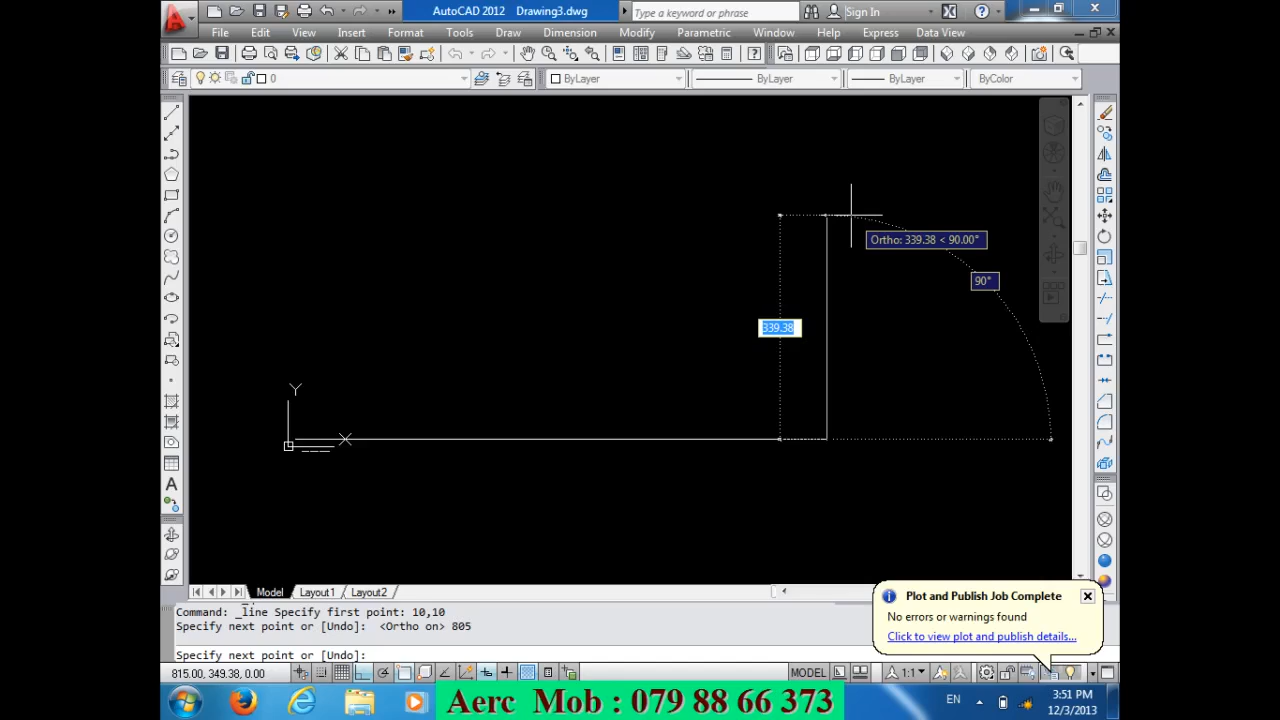 AutoCAD 2012 Drawing3.dwg
Type a keyword or phrase
Sign In
File Edit View Insert Format Tools Draw Dimension Modify Parametric Window Help Express Data View
0
ByLayer
ByLayer
ByLayer
ByColor
Ortho: 339.38 < 90.00°
90°
339.38
Y
Model Layout1 Layout2
Command: _line Specify first point: 10,10
Specify next point or [Undo]: <Ortho on> 805
Specify next point or [Undo]:
Plot and Publish Job Complete
No errors or warnings found
Click to view plot and publish details...
815.00, 349.38, 0.00
MODEL
1:1
Aerc Mob : 079 88 66 373
EN
3:51 PM
12/3/2013